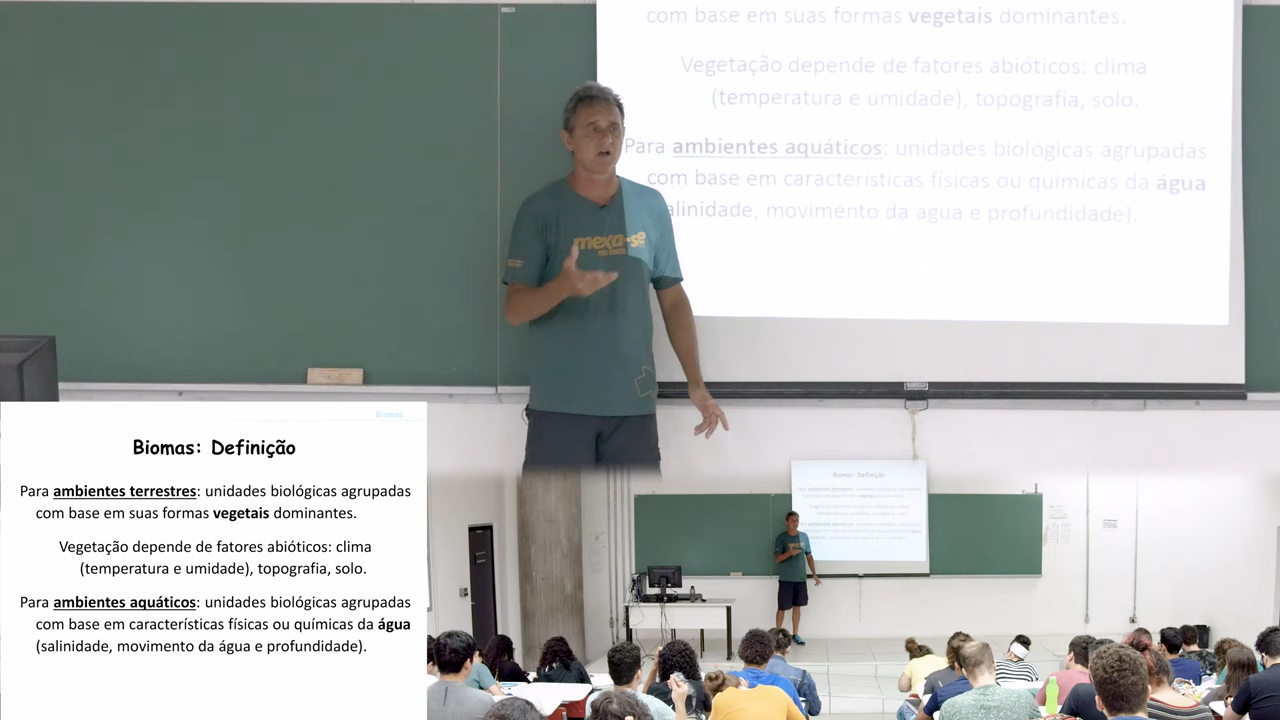 com base em suas formas vegetais dominantes.
Vegetação depende de fatores abióticos: clima
(temperatura e umidade), topografia, solo.
Para ambientes aquáticos: unidades biológicas agrupadas
com base em características físicas ou químicas da água
alinidade, movimento da água e profundidade).
mexa-se
Biomas
Biomas: Definição
Para ambientes terrestres: unidades biológicas agrupadas
com base em suas formas vegetais dominantes.
Vegetação depende de fatores abióticos: clima
(temperatura e umidade), topografia, solo.
Para ambientes aquáticos: unidades biológicas agrupadas
com base em características físicas ou químicas da água
(salinidade, movimento da água e profundidade).
Biomas: Definição